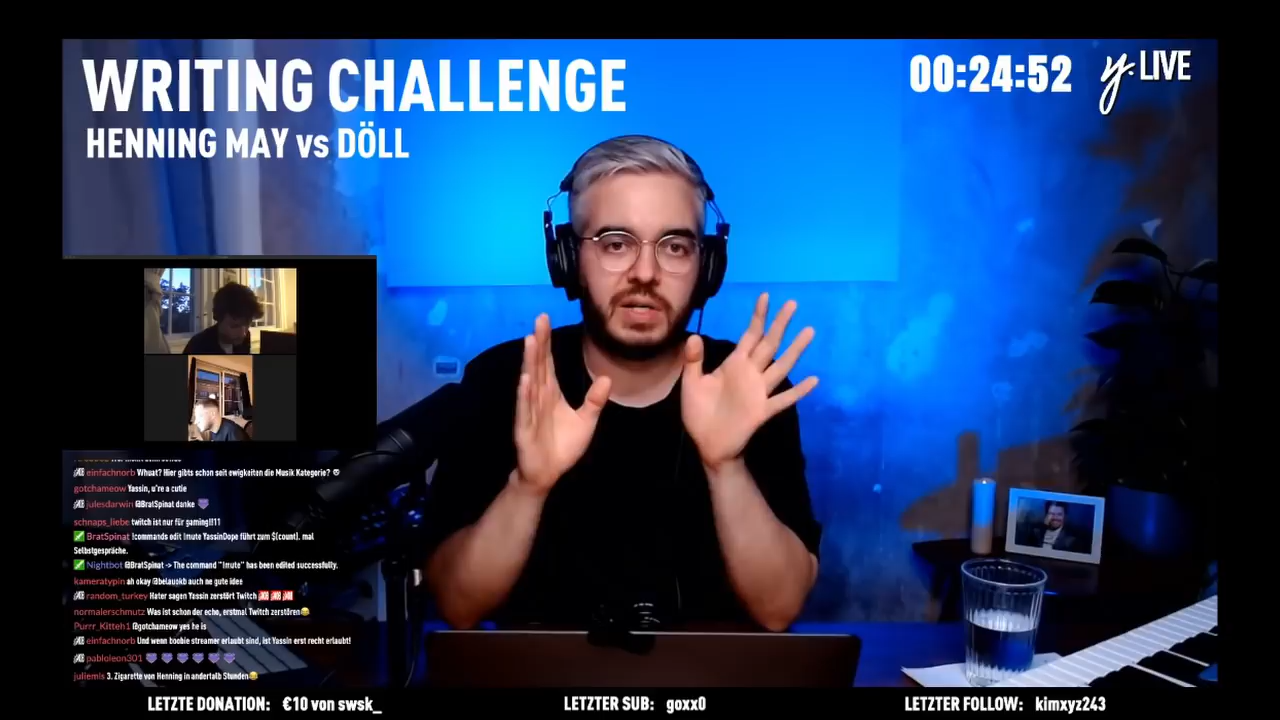 WRITING CHALLENGE
HENNING MAY vs DÖLL
00:24:52
y. LIVE
einfachnorb Whuat? Hier gibts schon seit ewigkeiten die Musik Kategorie?
gotchameow Yassin, u're a cutie
julesdarwin @BratSpinat danke
schnaps_liebe twitch ist nur für gaming!!!11
BratSpinat !commands edit !mute YassinDope führt zum $(count). mal
Selbstgespräche.
Nightbot @BratSpinat -> The command "!mute" has been edited successfully.
kameratypin ah okay @belaupkb auch ne gute idee
random_turkey Hater sagen Yassin zerstört Twitch
normalerschmutz Was ist schon der echo, erstmal Twitch zerstören
Purrr_Kitteh1 @gotchameow yes he is
einfachnorb Und wenn boobie streamer erlaubt sind, ist Yassin erst recht erlaubt!
pabloleon301
juliemis 3. Zigarette von Henning in anderthalb Stunden
LETZTE DONATION: €10 von swsk_
LETZTER SUB: goxx0
LETZTER FOLLOW: kimxyz243